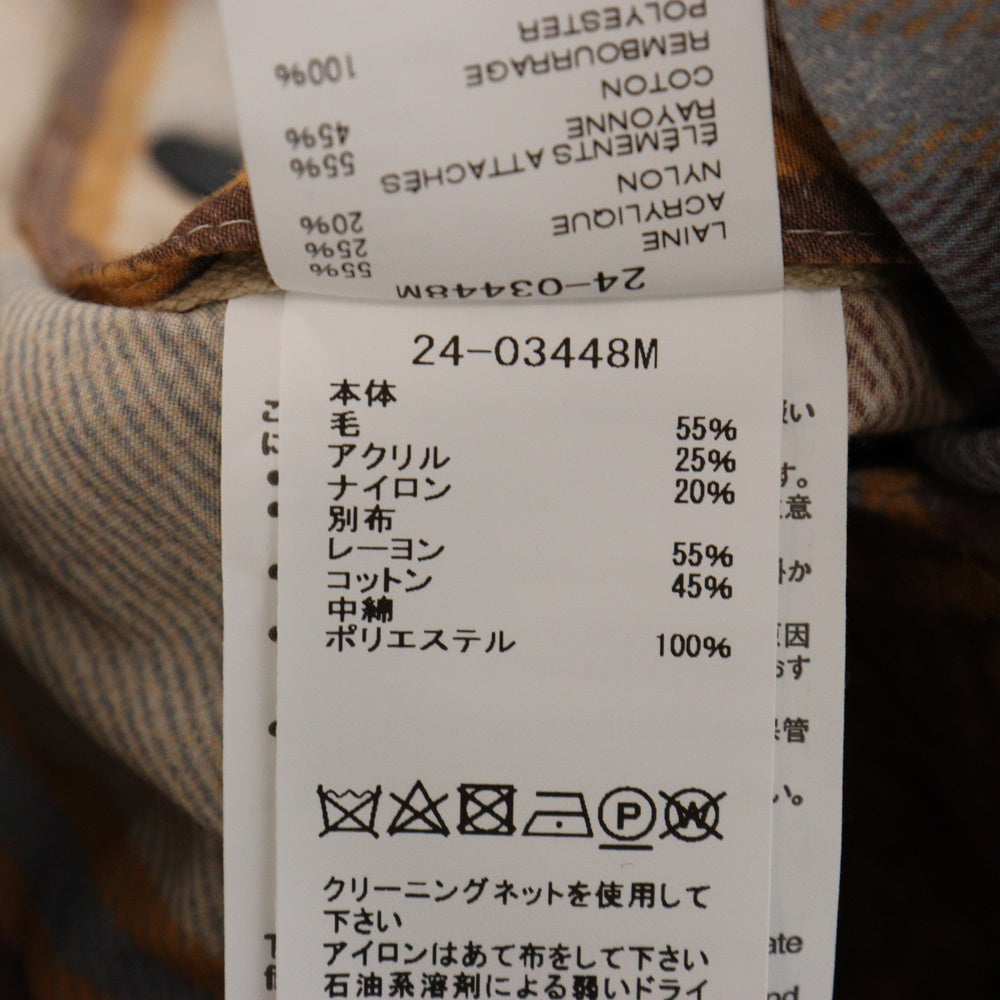 POLYESTER
REMBOURRAGE 100%
COTON
RAYONNE 45%
ÉLÉMENTS ATTACHÉS 55%
NYLON
ACRYLIQUE 20%
LAINE 25%
55%
24-03448M
24-03448M
本体
毛 55%
アクリル 25%
ナイロン 20%
別布
レーヨン 55%
コットン 45%
中綿
ポリエステル 100%
P W
クリーニングネットを使用して
下さい
アイロンはあて布をして下さい
石油系溶剤による弱いドライ